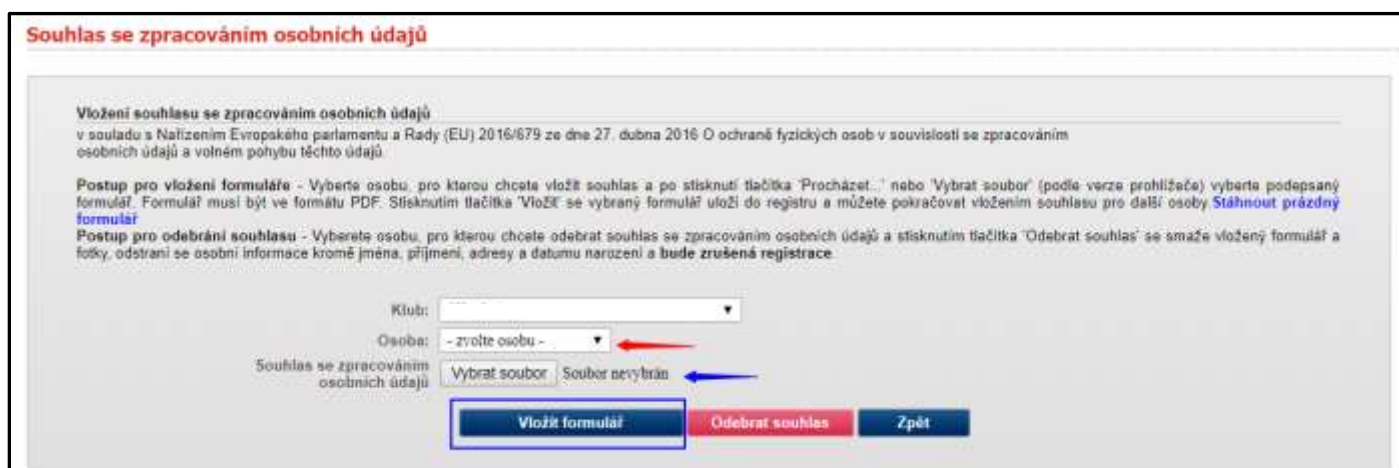 Souhlas se zpracováním osobních údajů
Vložení souhlasu se zpracováním osobních údajů
v souladu s Nařízením Evropského parlamentu a Rady (EU) 2016/679 ze dne 27. dubna 2016 O ochraně fyzických osob v souvislosti se zpracováním
osobních údajů a volném pohybu těchto údajů.
Postup pro vložení formuláře - Vyberte osobu, pro kterou chcete vložit souhlas a po stisknutí tlačítka 'Procházet...' nebo 'Vybrat soubor' (podle verze prohlížeče) vyberte podepsaný
formulář. Formulář musí být ve formátu PDF. Stisknutím tlačítka 'Vložit' se vybraný formulář uloží do registru a můžete pokračovat vložením souhlasu pro další osoby Stáhnout prázdný
formulář
Postup pro odebrání souhlasu - Vyberete osobu, pro kterou chcete odebrat souhlas se zpracováním osobních údajů a stisknutím tlačítka 'Odebrat souhlas' se smaže vložený formulář a
fotky, odstraní se osobní informace kromě jména, příjmení, adresy a datumu narození a bude zrušená registrace.
Klub:
Osoba: - zvolte osobu -
Souhlas se zpracováním
osobních údajů Vybrat soubor Soubor nevybrán
Vložit formulář Odebrat souhlas Zpět